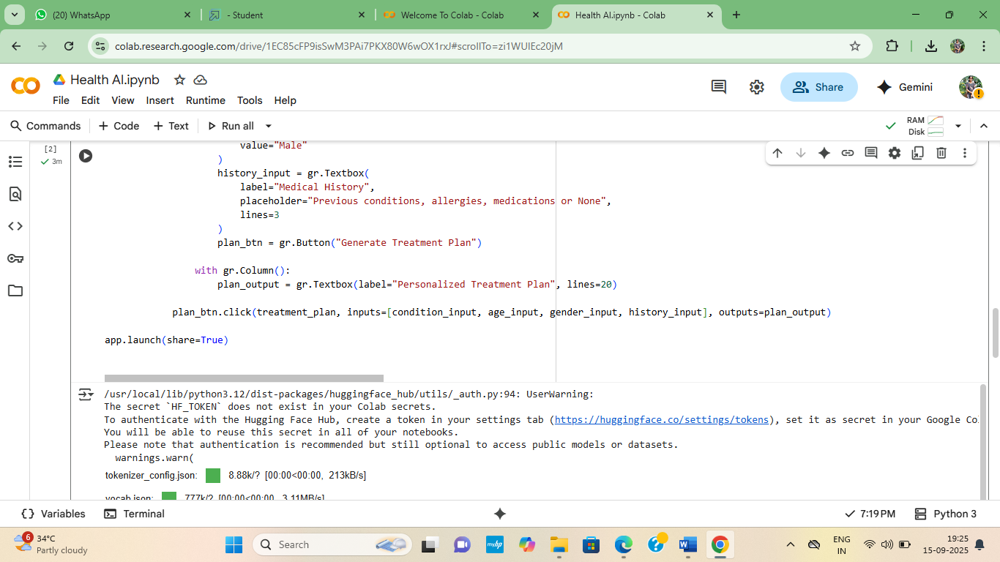 (20) WhatsApp
- Student
Welcome To Colab - Colab
Health AI.ipynb - Colab
colab.research.google.com/drive/1EC85cFP9isSwM3PAi7PKX80W6wOX1rxJ#scrollTo=zi1WUIEc20jM
CO
Health AI.ipynb
File Edit View Insert Runtime Tools Help
Share
Gemini
Commands + Code + Text Run all
RAM
Disk
[2]
3m
value="Male"
)
history_input = gr.Textbox(
label="Medical History",
placeholder="Previous conditions, allergies, medications or None",
lines=3
)
plan_btn = gr.Button("Generate Treatment Plan")
with gr.Column():
plan_output = gr.Textbox(label="Personalized Treatment Plan", lines=20)
plan_btn.click(treatment_plan, inputs=[condition_input, age_input, gender_input, history_input], outputs=plan_output)
app.launch(share=True)
/usr/local/lib/python3.12/dist-packages/huggingface_hub/utils/_auth.py:94: UserWarning:
The secret `HF_TOKEN` does not exist in your Colab secrets.
To authenticate with the Hugging Face Hub, create a token in your settings tab (https://huggingface.co/settings/tokens), set it as secret in your Google Co
You will be able to reuse this secret in all of your notebooks.
Please note that authentication is recommended but still optional to access public models or datasets.
warnings.warn(
tokenizer_config.json: 8.88k/? [00:00<00:00, 213kB/s]
vocab.json: 777k/? [00:00<00:00, 3.11MB/s]
Variables
Terminal
7:19 PM
Python 3
6
34°C
Partly cloudy
Search
myhp
ENG
IN
19:25
15-09-2025